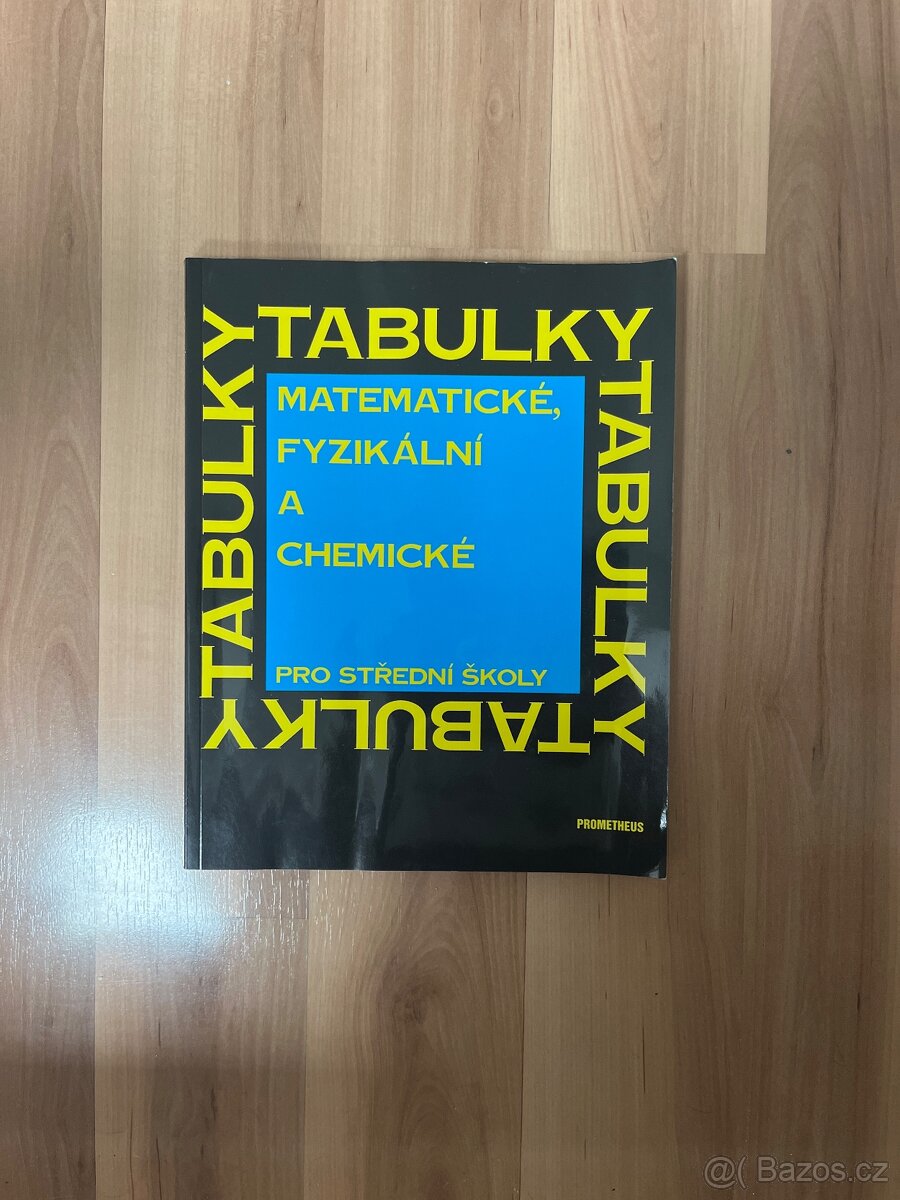 TABULKY
TABULKY
TABULKY
TABULKY
MATEMATICKÉ,
FYZIKÁLNÍ
A
CHEMICKÉ
PRO STŘEDNÍ ŠKOLY
PROMETHEUS
@( Bazos.cz